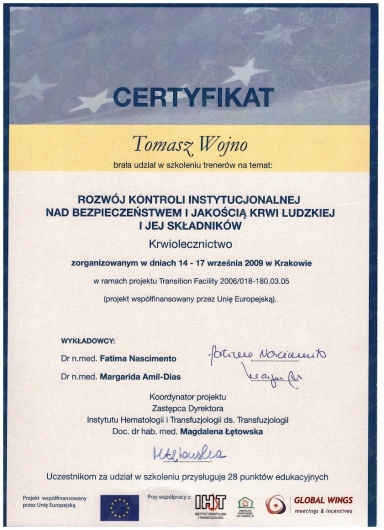 CERTYFIKAT
Tomasz Wojno
brała udział w szkoleniu trenerów na temat:
ROZWÓJ KONTROLI INSTYTUCJONALNEJ
NAD BEZPIECZEŃSTWEM I JAKOŚCIĄ KRWI LUDZKIEJ
I JEJ SKŁADNIKÓW
Krwiolecznictwo
zorganizowanym w dniach 14 - 17 września 2009 w Krakowie
w ramach projektu Transition Facility 2006/018-180.03.05
(projekt współfinansowany przez Unię Europejską).
WYKŁADOWCY:
Dr n.med. Fatima Nascimento
Dr n.med. Margarida Amil-Dias
Koordynator projektu
Zastępca Dyrektora
Instytutu Hematologii i Transfuzjologii ds. Transfuzjologii
Doc. dr hab. med. Magdalena Łętowska
Uczestnikom za udział w szkoleniu przysługuje 28 punktów edukacyjnych
Projekt współfinansowany
przez Unię Europejską
Przy współpracy z:
IHIT
INSTYTUT HEMATOLOGII
I TRANSFUZJOLOGII
GLOBAL WINGS
meetings & incentives